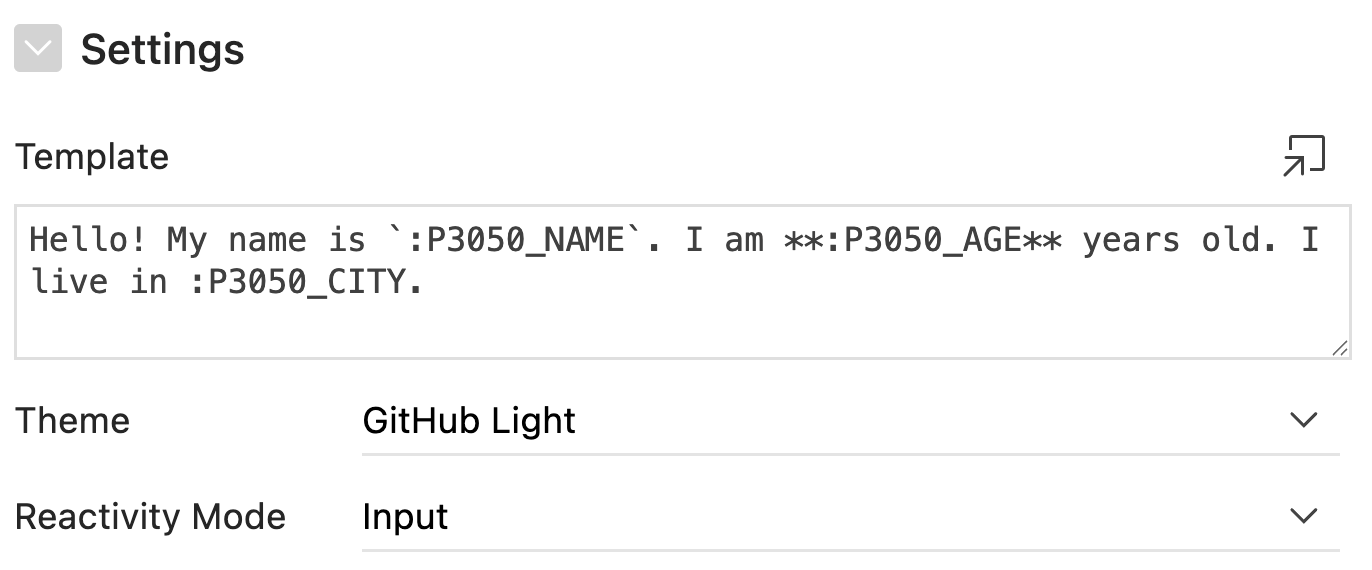 Settings
Template
Hello! My name is `:P3050_NAME`. I am **:P3050_AGE** years old. I
live in :P3050_CITY.
Theme GitHub Light
Reactivity Mode Input